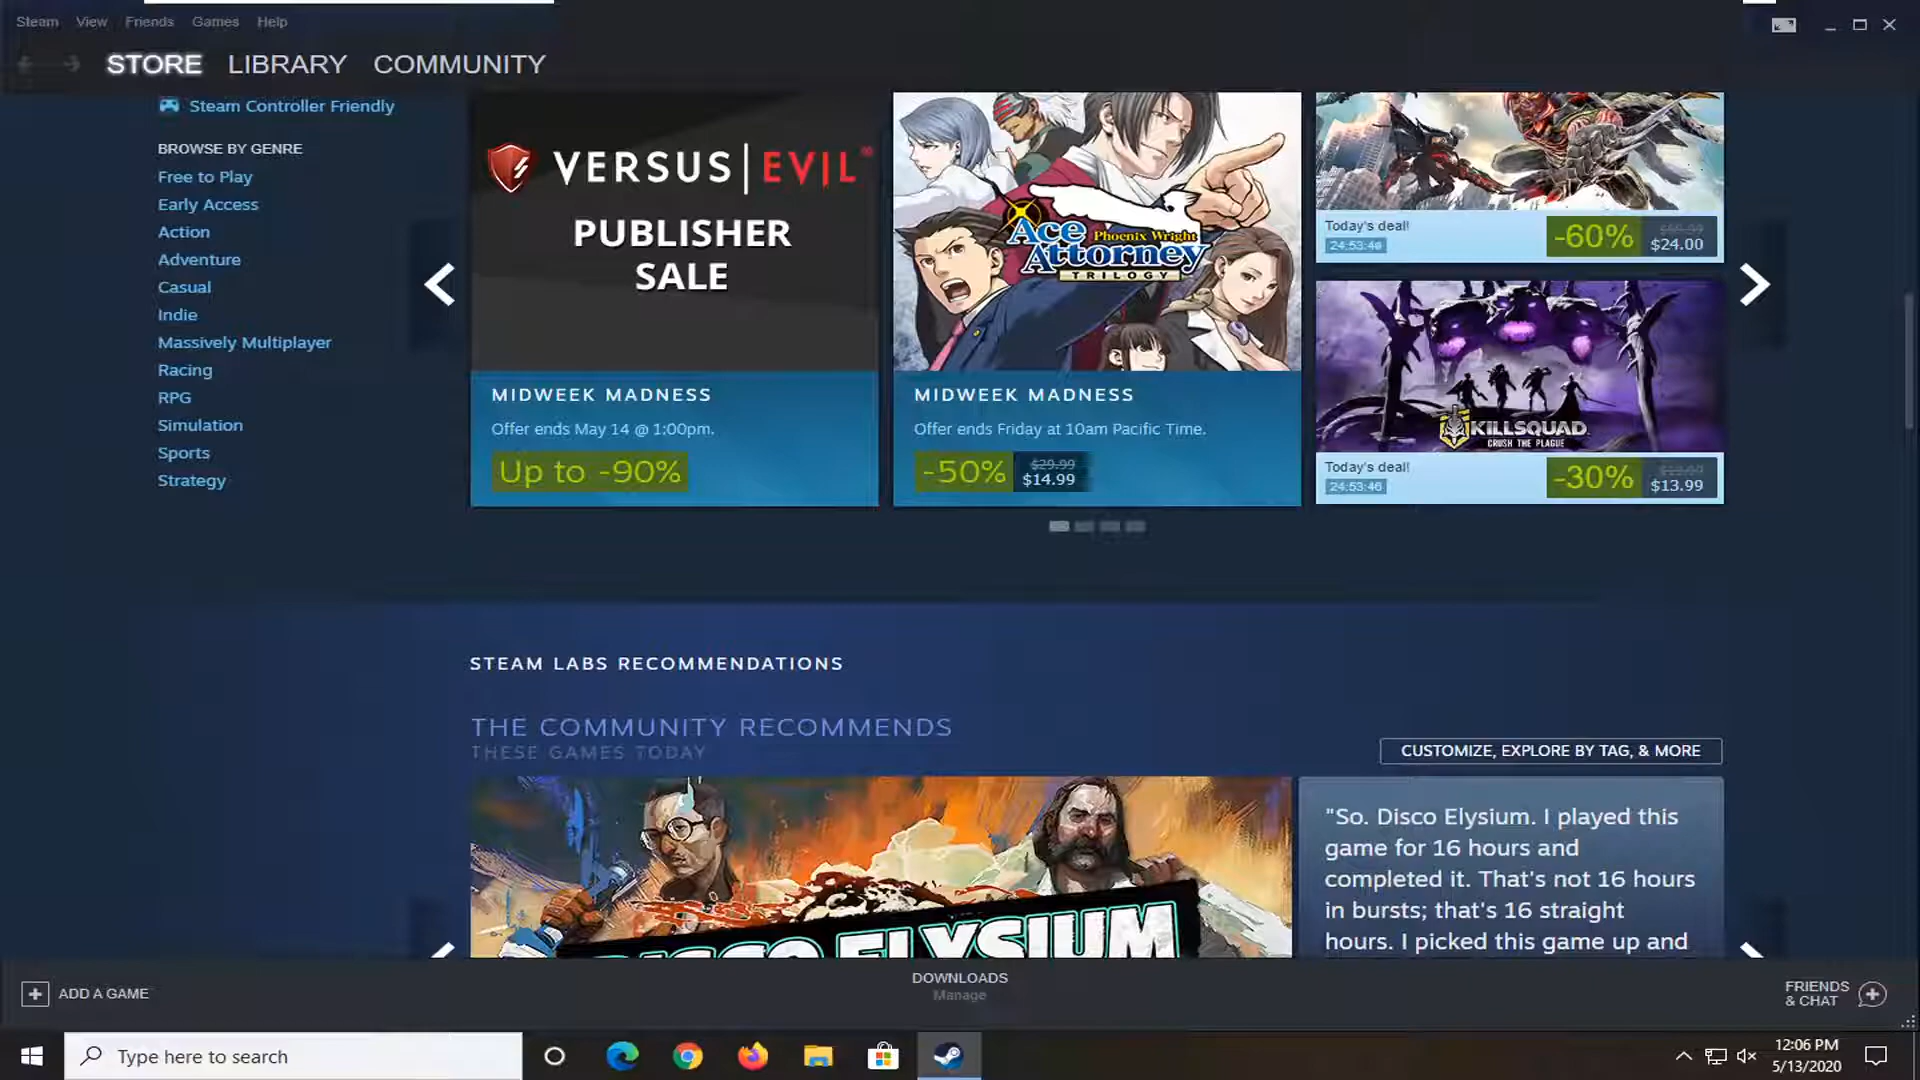 Steam View Friends Games Help
STORE LIBRARY COMMUNITY
Steam Controller Friendly
BROWSE BY GENRE
Free to Play
Early Access
Action
Adventure
Casual
Indie
Massively Multiplayer
Racing
RPG
Simulation
Sports
Strategy
VERSUS|EVIL
PUBLISHER
SALE
MIDWEEK MADNESS
Offer ends May 14 @ 1:00pm.
Up to -90%
Phoenix Wright
Ace
Attorney
TRILOGY
MIDWEEK MADNESS
Offer ends Friday at 10am Pacific Time.
-50% $29.99
$14.99
Today's deal!
-60%
$24.00
KILLSQUAD
CRUSH THE PLAGUE
Today's deal!
24:53:46
-30%
$13.99
STEAM LABS RECOMMENDATIONS
THE COMMUNITY RECOMMENDS
THESE GAMES TODAY
CUSTOMIZE, EXPLORE BY TAG, & MORE
DISCO ELYSIUM
"So. Disco Elysium. I played this
game for 16 hours and
completed it. That's not 16 hours
in bursts; that's 16 straight
hours. I picked this game up and
ADD A GAME
DOWNLOADS
Manage
FRIENDS
& CHAT
Type here to search
12:06 PM
5/13/2020